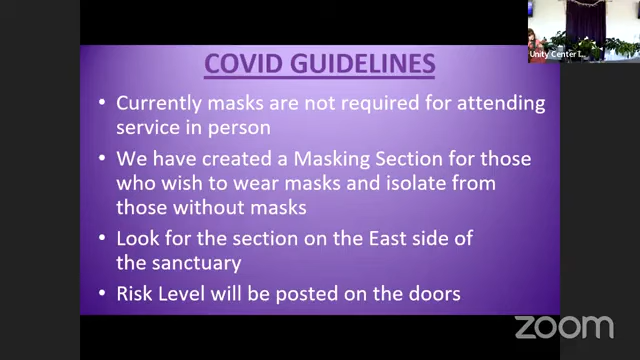 Unity Center
COVID GUIDELINES
• Currently masks are not required for attending
service in person
• We have created a Masking Section for those
who wish to wear masks and isolate from
those without masks
• Look for the section on the East side of
the sanctuary
• Risk Level will be posted on the doors
zoom